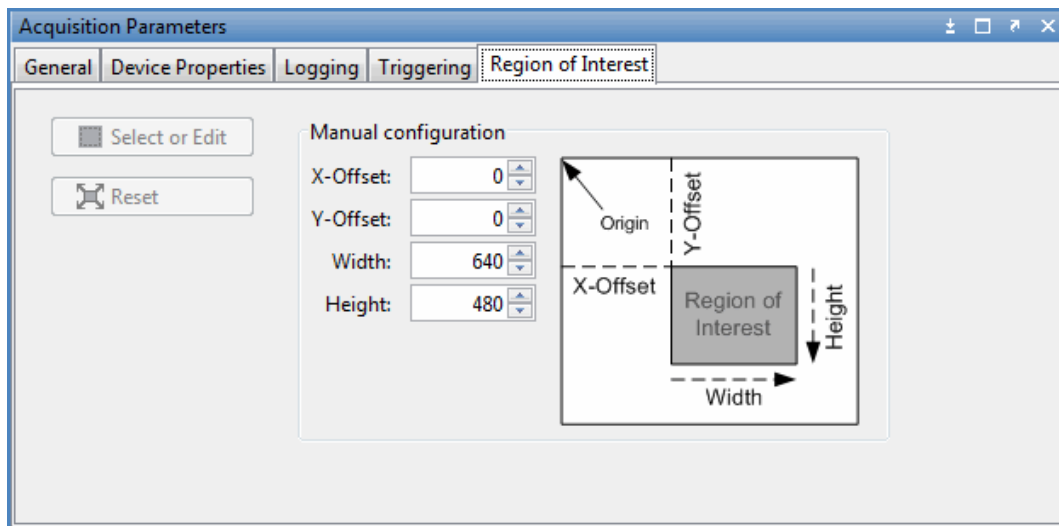 Acquisition Parameters
General Device Properties Logging Triggering Region of Interest
Select or Edit
Reset
Manual configuration
X-Offset: 0
Y-Offset: 0
Width: 640
Height: 480
Origin
Y-Offset
X-Offset
Region of
Interest
Height
Width